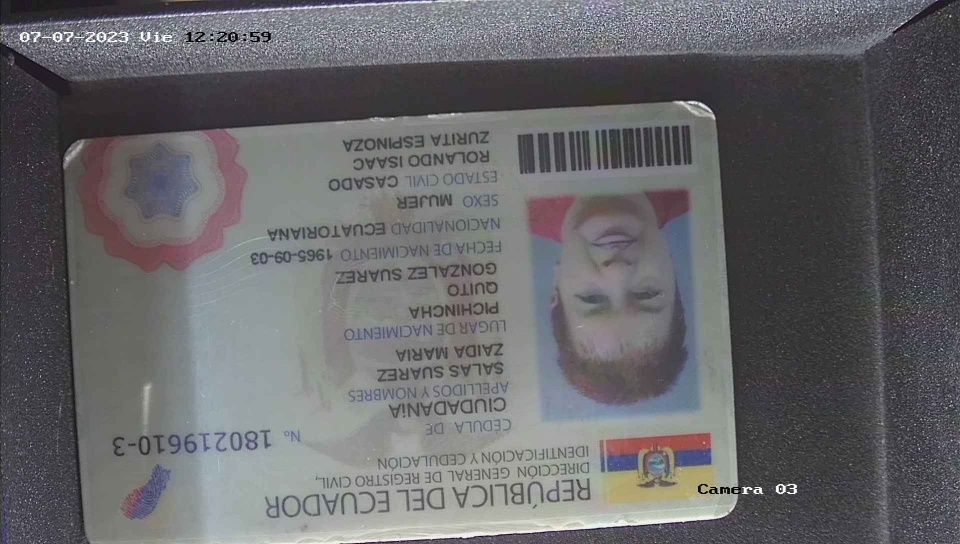 07-07-2023 Vie 12:20:59
REPÚBLICA DEL ECUADOR
DIRECCIÓN GENERAL DE REGISTRO CIVIL,
IDENTIFICACIÓN Y CEDULACIÓN
CÉDULA DE
CIUDADANÍA
No. 180219610-3
APELLIDOS Y NOMBRES
SALAS SUAREZ
ZAIDA MARIA
LUGAR DE NACIMIENTO
PICHINCHA
QUITO
GONZALEZ SUAREZ
FECHA DE NACIMIENTO 1965-09-03
NACIONALIDAD ECUATORIANA
SEXO MUJER
ESTADO CIVIL CASADO
ROLANDO ISAAC
ZURITA ESPINOZA
Camera 03